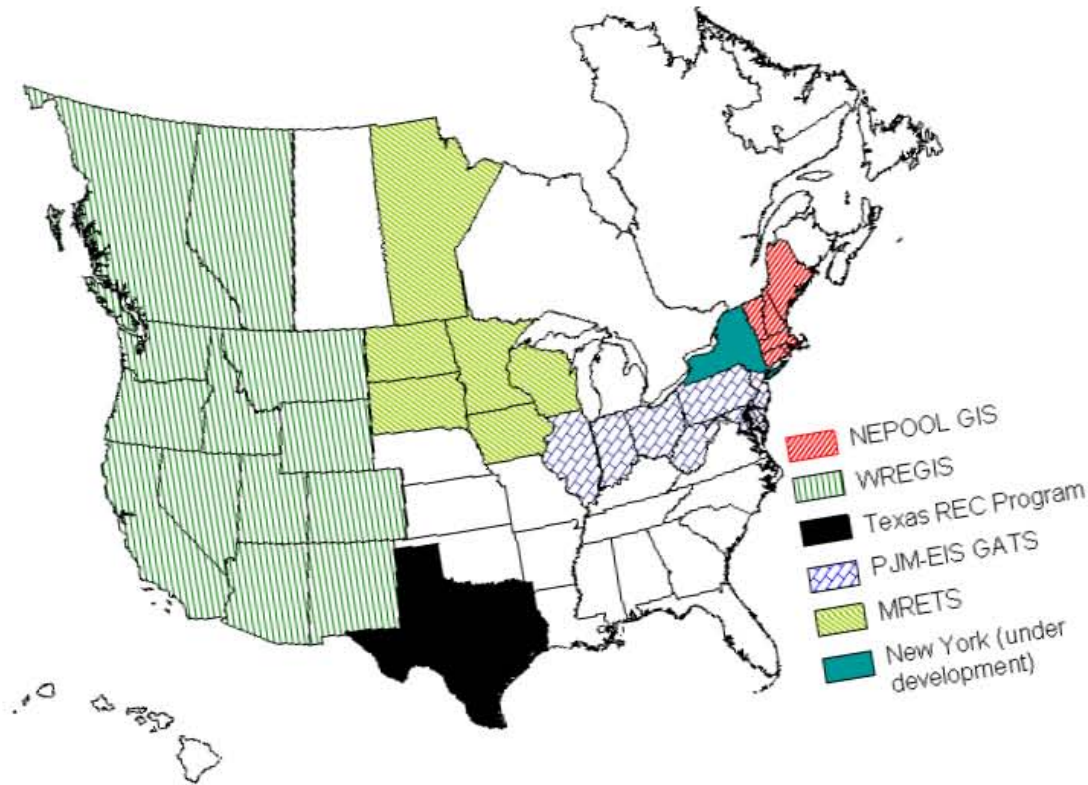 NEPOOL GIS
WREGIS
Texas REC Program
PJM-EIS GATS
MRETS
New York (under
development)